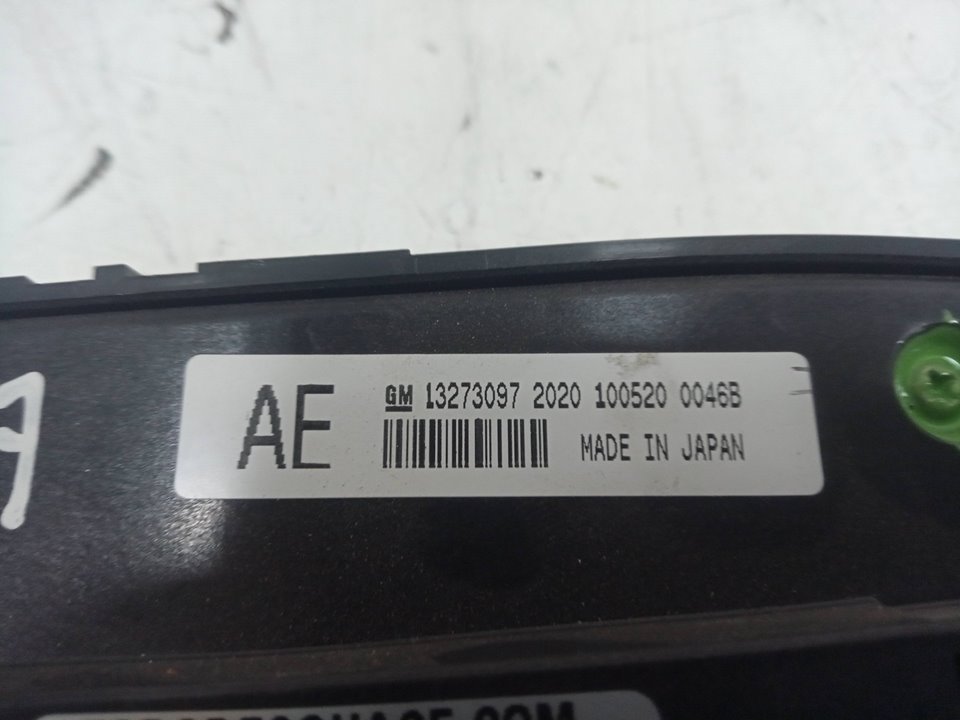 AE
GM 13273097 2020 100520 0046B
MADE IN JAPAN